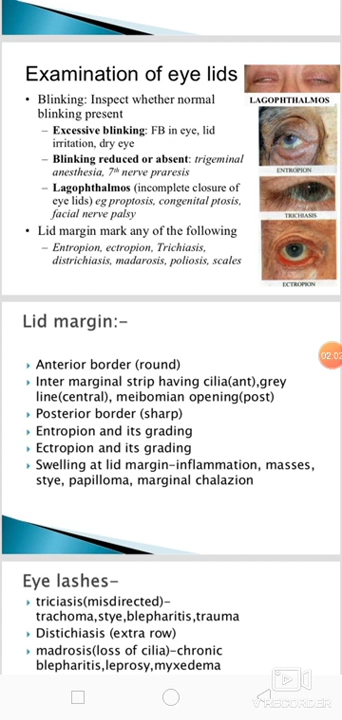 Examination of eye lids
• Blinking: Inspect whether normal
blinking present
– Excessive blinking: FB in eye, lid
irritation, dry eye
– Blinking reduced or absent: trigeminal
anesthesia, 7th nerve praresis
– Lagophthalmos (incomplete closure of
eye lids) eg proptosis, congenital ptosis,
facial nerve palsy
• Lid margin mark any of the following
– Entropion, ectropion, Trichiasis,
districhiasis, madarosis, poliosis, scales
LAGOPHTHALMOS
ENTROPION
TRICHIASIS
ECTROPION
Lid margin:-
02:02
Anterior border (round)
Inter marginal strip having cilia(ant),grey
line(central), meibomian opening(post)
Posterior border (sharp)
Entropion and its grading
Ectropion and its grading
Swelling at lid margin-inflammation, masses,
stye, papilloma, marginal chalazion
Eye lashes-
triciasis(misdirected)-
trachoma,stye,blepharitis,trauma
Distichiasis (extra row)
madrosis(loss of cilia)-chronic
blepharitis,leprosy,myxedema
RECORDER